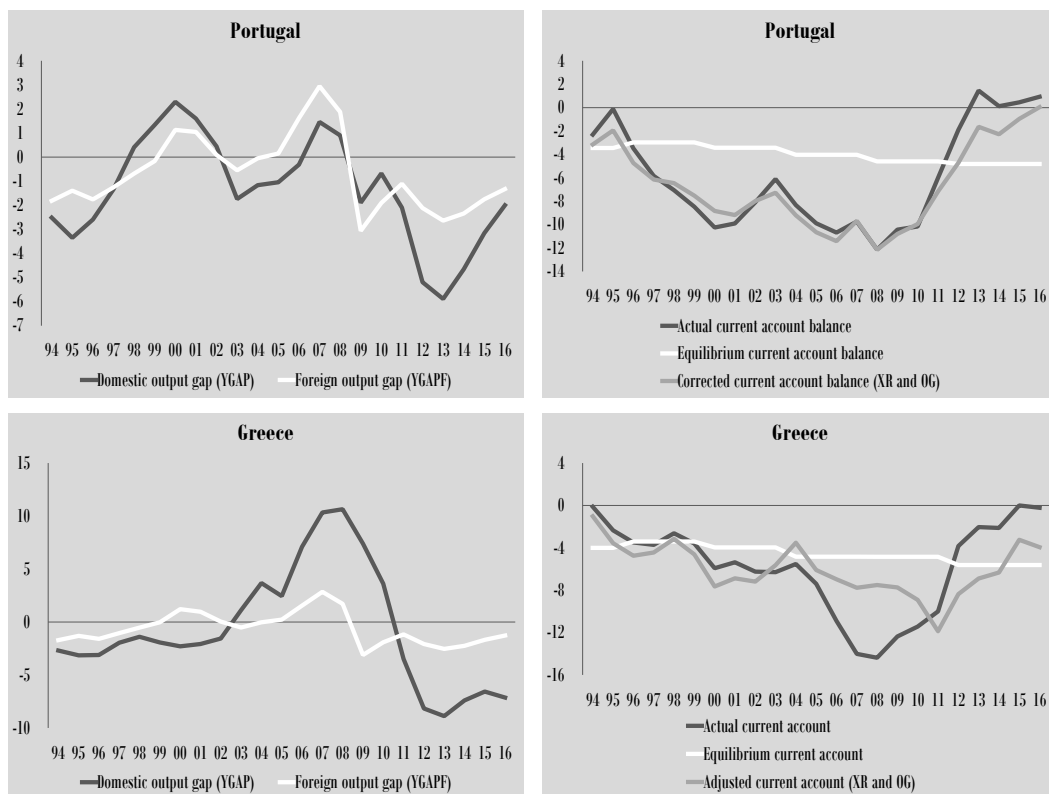 Portugal
4
3
2
1
0
-1
-2
-3
-4
-5
-6
-7
94 95 96 97 98 99 00 01 02 03 04 05 06 07 08 09 10 11 12 13 14 15 16
Domestic output gap (YGAP) Foreign output gap (YGAPF)
Portugal
4
2
0
-2
-4
-6
-8
-10
-12
-14
94 95 96 97 98 99 00 01 02 03 04 05 06 07 08 09 10 11 12 13 14 15 16
Actual current account balance
Equilibrium current account balance
Corrected current account balance (XR and OG)
Greece
15
10
5
0
-5
-10
94 95 96 97 98 99 00 01 02 03 04 05 06 07 08 09 10 11 12 13 14 15 16
Domestic output gap (YGAP) Foreign output gap (YGAPF)
Greece
4
0
-4
-8
-12
-16
94 95 96 97 98 99 00 01 02 03 04 05 06 07 08 09 10 11 12 13 14 15 16
Actual current account
Equilibrium current account
Adjusted current account (XR and OG)